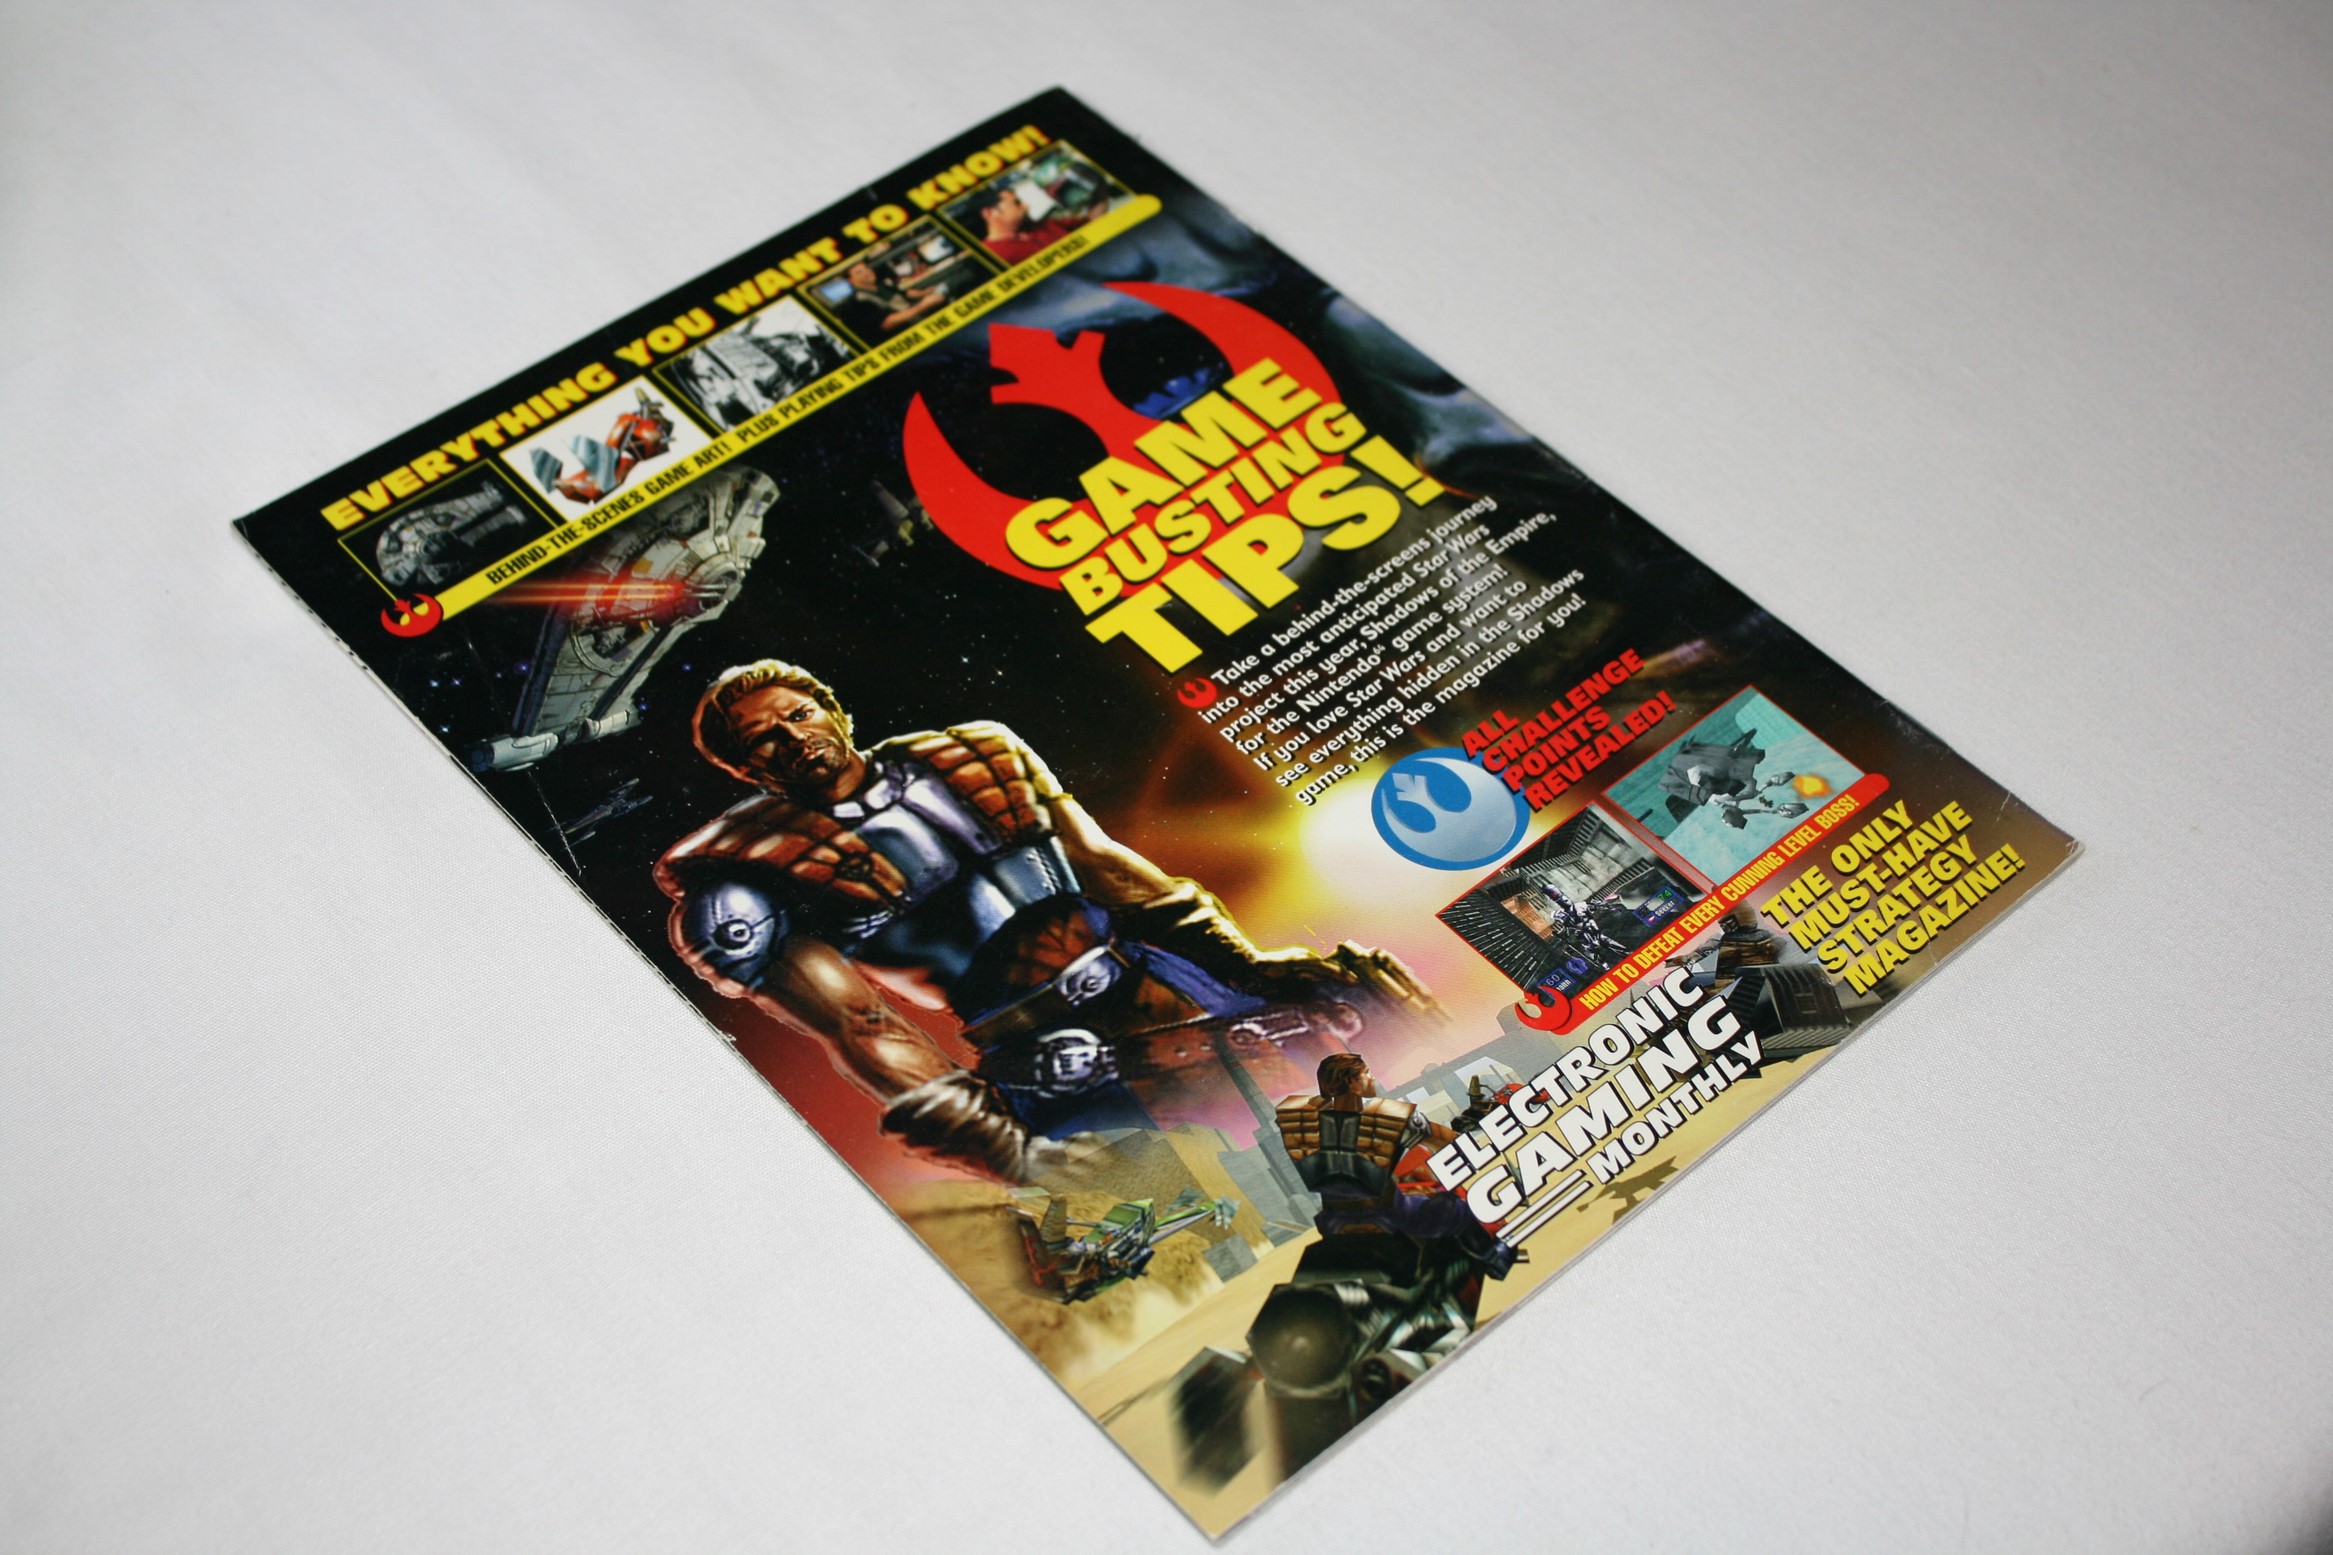 EVERYTHING YOU WANT TO KNOW!
BEHIND-THE-SCENES GAME ART! PLUS PLAYING TIPS FROM THE GAME DEVELOPERS!
GAME
BUSTING
TIPS!
Take a behind-the-screens journey
into the most anticipated Star Wars
project this year, Shadows of the Empire,
for the Nintendo64 game system!
If you love Star Wars and want to
see everything hidden in the Shadows
game, this is the magazine for you!
ALL
CHALLENGE
POINTS
REVEALED!
HOW TO DEFEAT EVERY CUNNING LEVEL BOSS!
THE ONLY
MUST-HAVE
STRATEGY
MAGAZINE!
ELECTRONIC
GAMING
MONTHLY